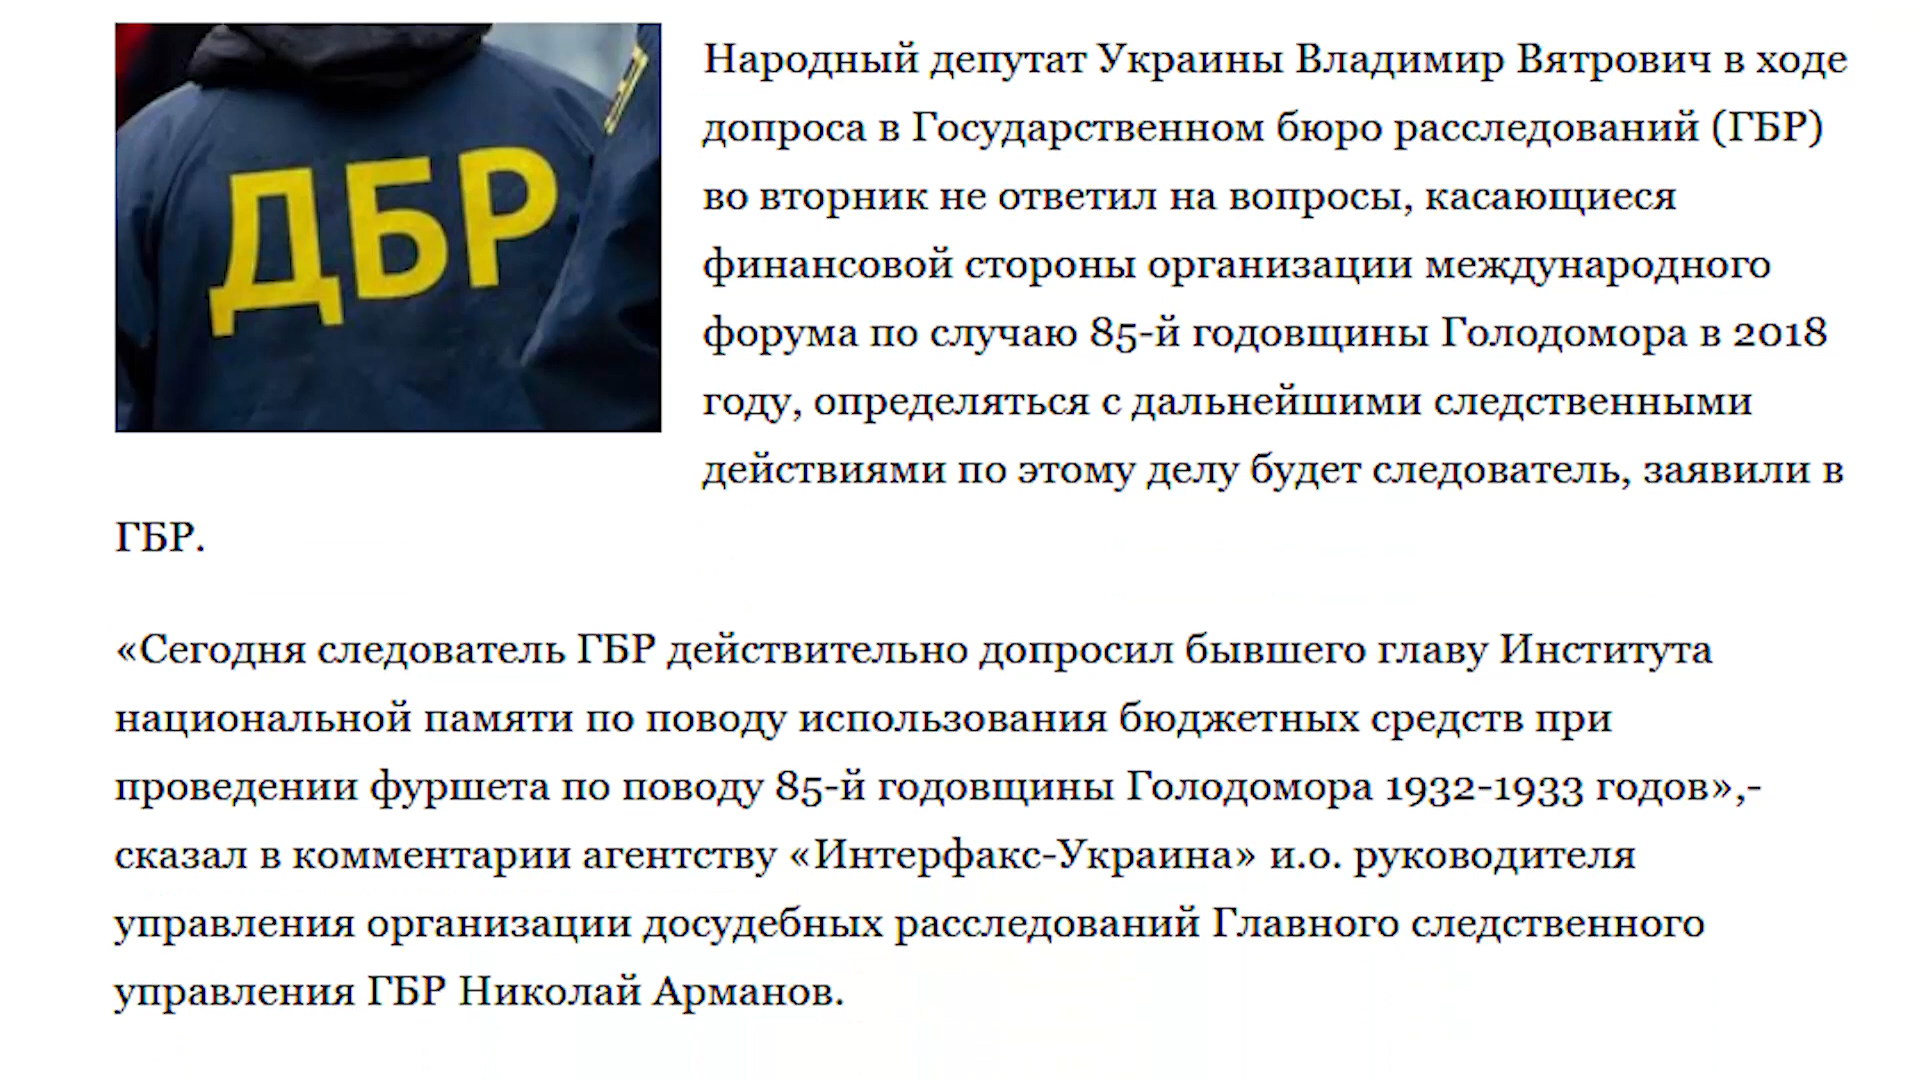 ДБР
Народный депутат Украины Владимир Вятрович в ходе
допроса в Государственном бюро расследований (ГБР)
во вторник не ответил на вопросы, касающиеся
финансовой стороны организации международного
форума по случаю 85-й годовщины Голодомора в 2018
году, определяться с дальнейшими следственными
действиями по этому делу будет следователь, заявили в
ГБР.
«Сегодня следователь ГБР действительно допросил бывшего главу Института
национальной памяти по поводу использования бюджетных средств при
проведении фуршета по поводу 85-й годовщины Голодомора 1932-1933 годов»,-
сказал в комментарии агентству «Интерфакс-Украина» и.о. руководителя
управления организации досудебных расследований Главного следственного
управления ГБР Николай Арманов.